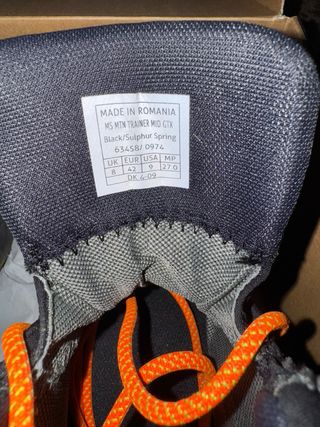 MADE IN ROMANIA
MS MTN TRAINER MID GTX
Black/Sulphur Spring
63458/ 0974
UK EUR USA MP
8 42 9 27.0
DK 4-09